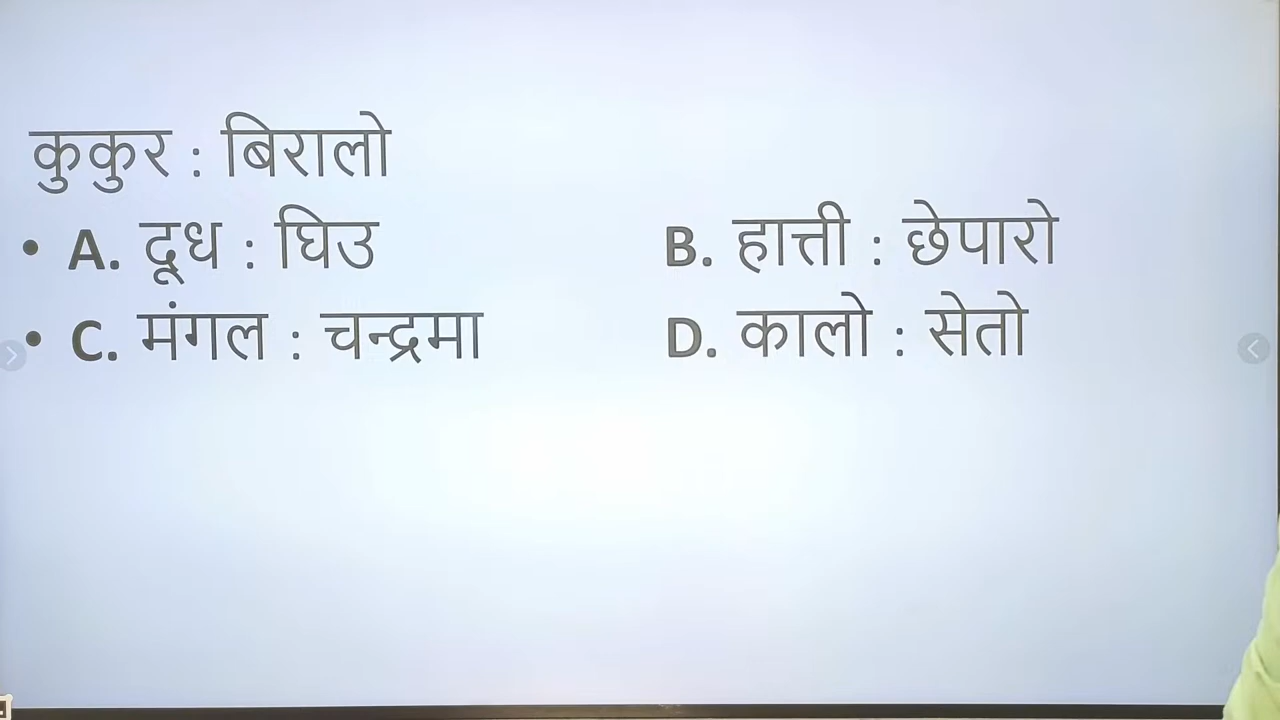 कुकुर : बिरालो
• A. दूध : घिउ B. हात्ती : छेपारो
• C. मंगल : चन्द्रमा D. कालो : सेतो